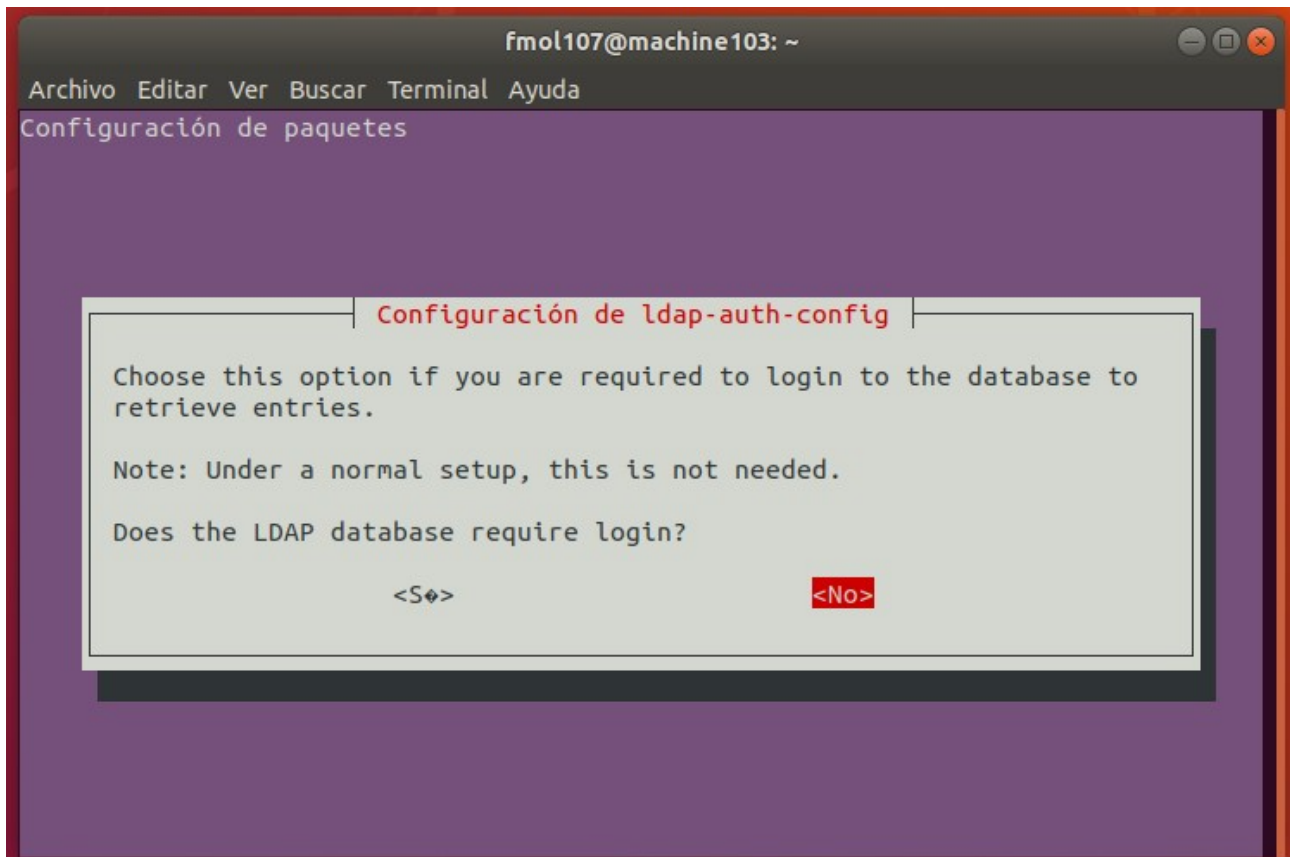 fmol107@machine103: ~
Archivo Editar Ver Buscar Terminal Ayuda
Configuración de paquetes
Configuración de ldap-auth-config
Choose this option if you are required to login to the database to
retrieve entries.
Note: Under a normal setup, this is not needed.
Does the LDAP database require login?
<S�> <No>